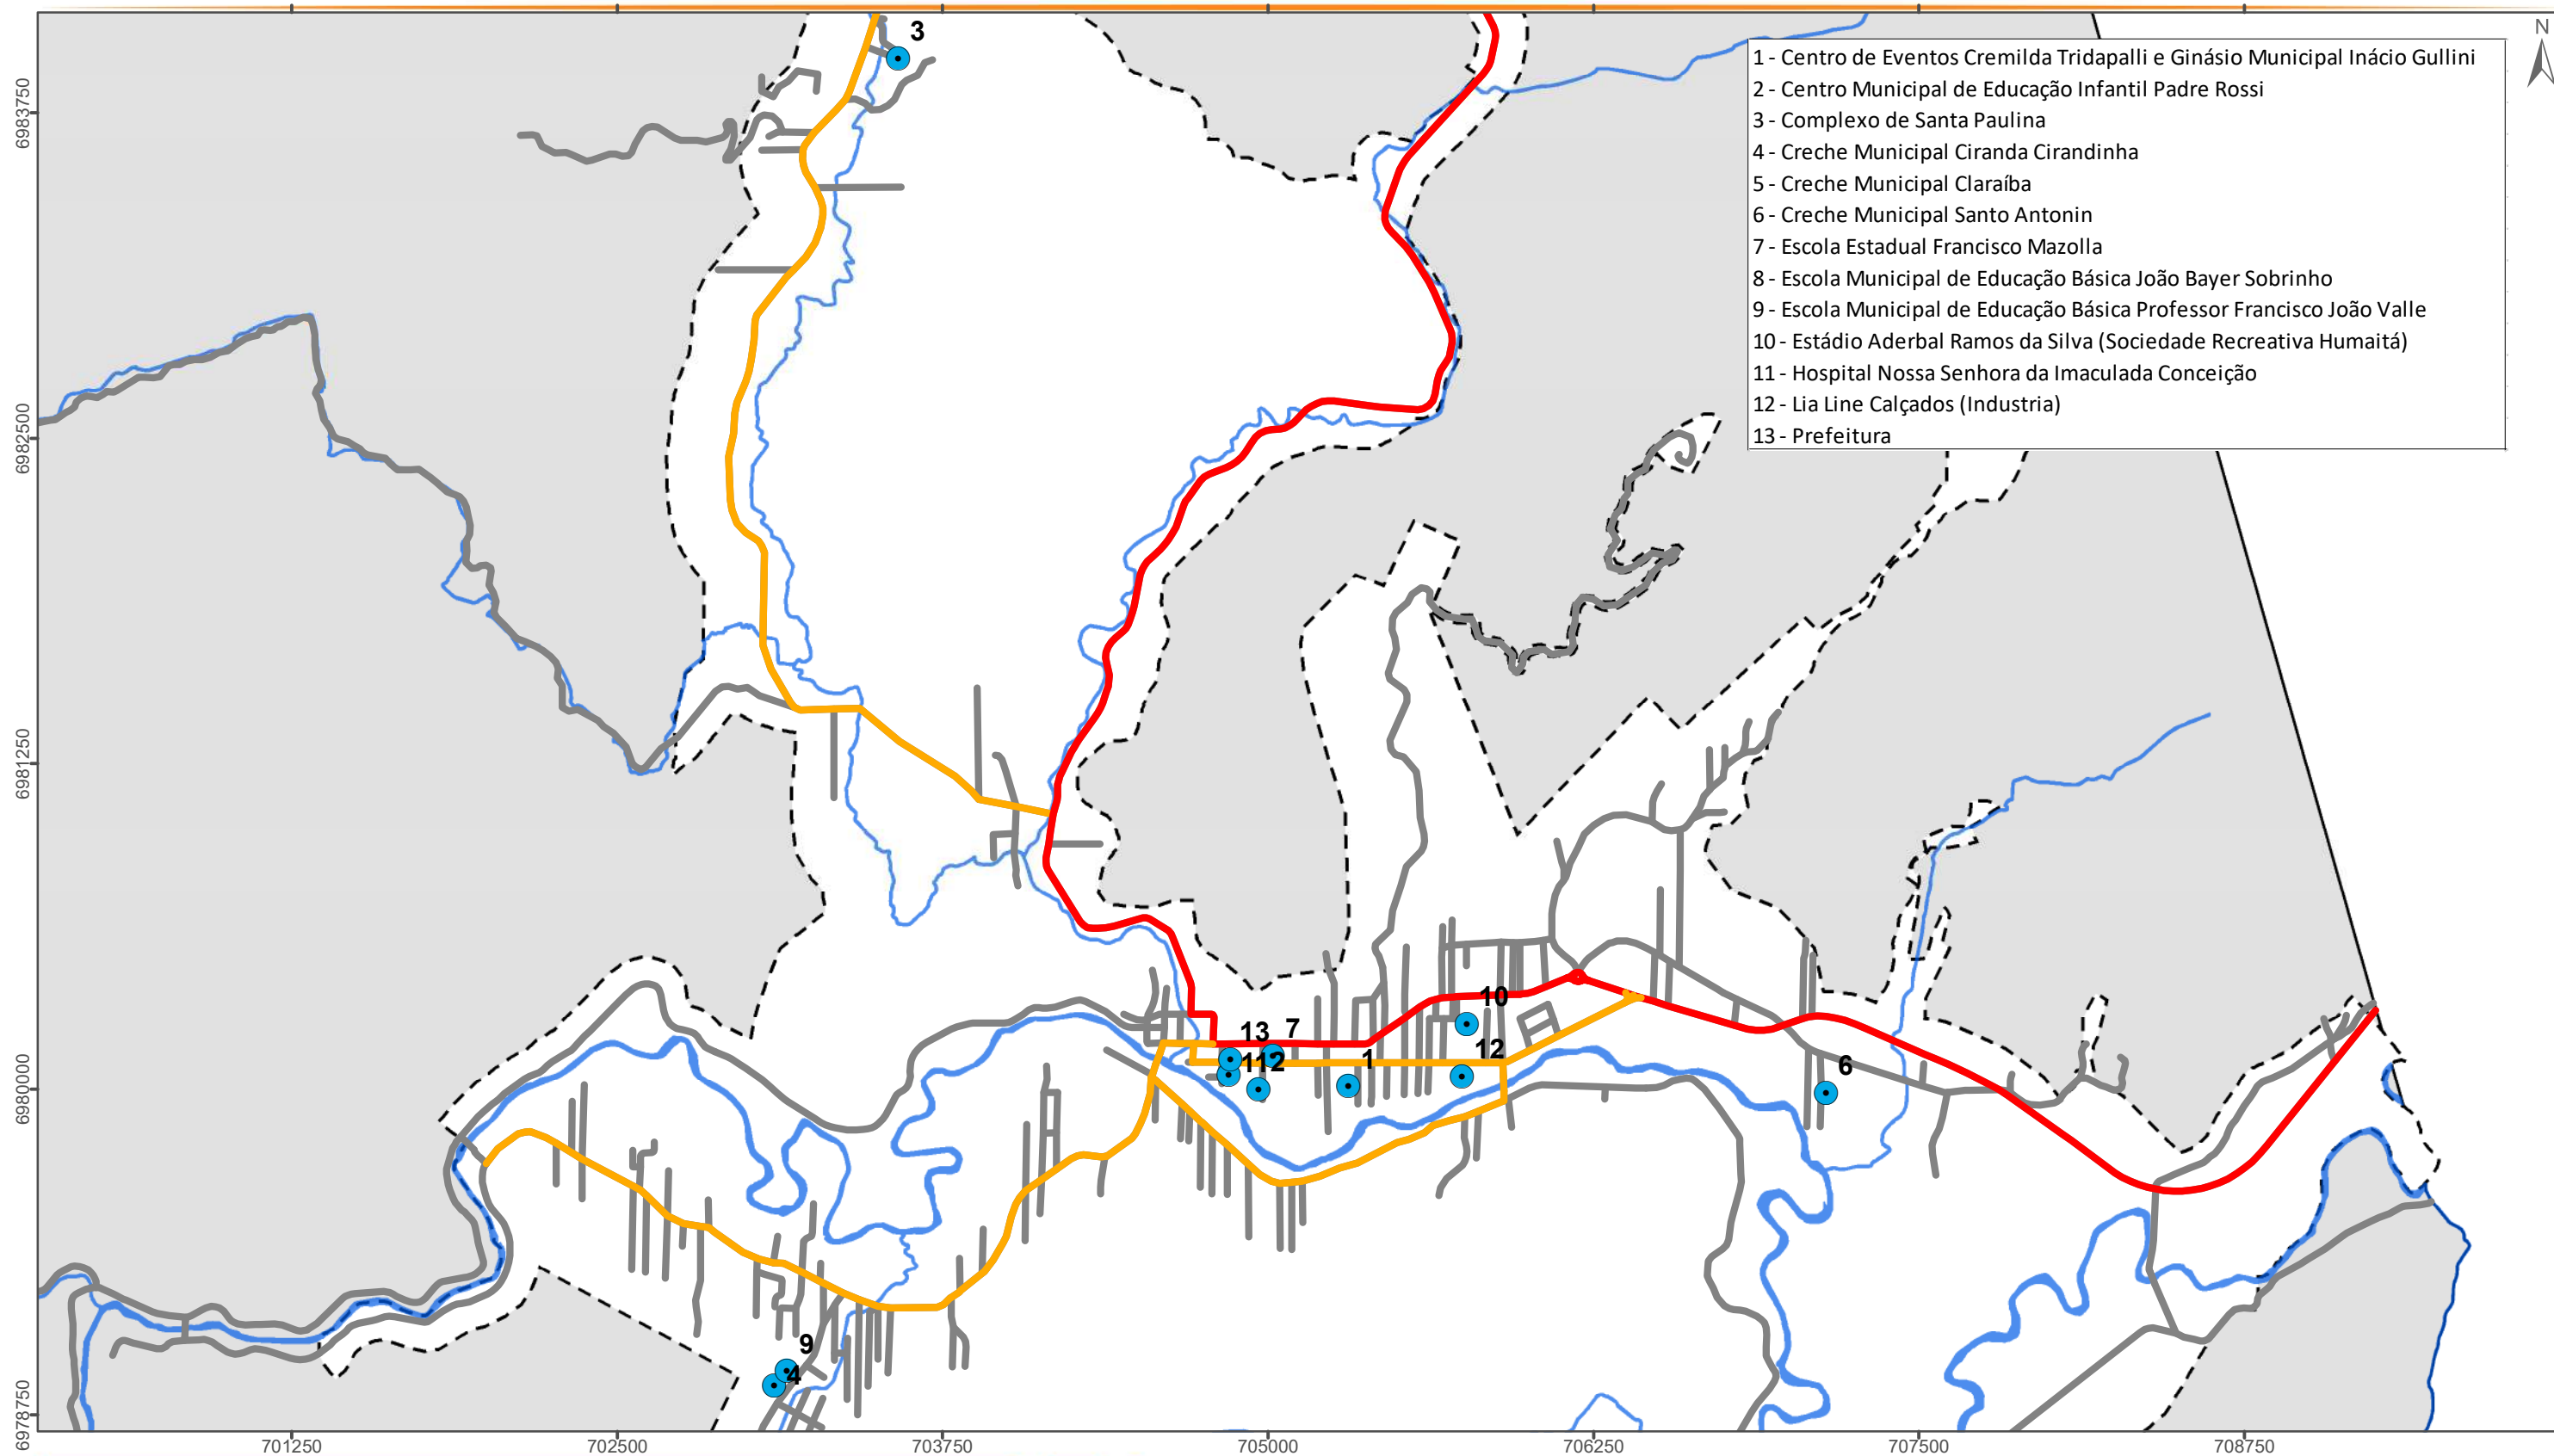 N
3
1 - Centro de Eventos Cremilda Tridapalli e Ginásio Municipal Inácio Gullini
2 - Centro Municipal de Educação Infantil Padre Rossi
3 - Complexo de Santa Paulina
4 - Creche Municipal Ciranda Cirandinha
5 - Creche Municipal Claraíba
6 - Creche Municipal Santo Antonin
7 - Escola Estadual Francisco Mazolla
8 - Escola Municipal de Educação Básica João Bayer Sobrinho
9 - Escola Municipal de Educação Básica Professor Francisco João Valle
10 - Estádio Aderbal Ramos da Silva (Sociedade Recreativa Humaitá)
11 - Hospital Nossa Senhora da Imaculada Conceição
12 - Lia Line Calçados (Industria)
13 - Prefeitura
6983750
6982500
6981250
6980000
6978750
10
13
7
12
112
1
6
9
4
701250
702500
703750
705000
706250
707500
708750